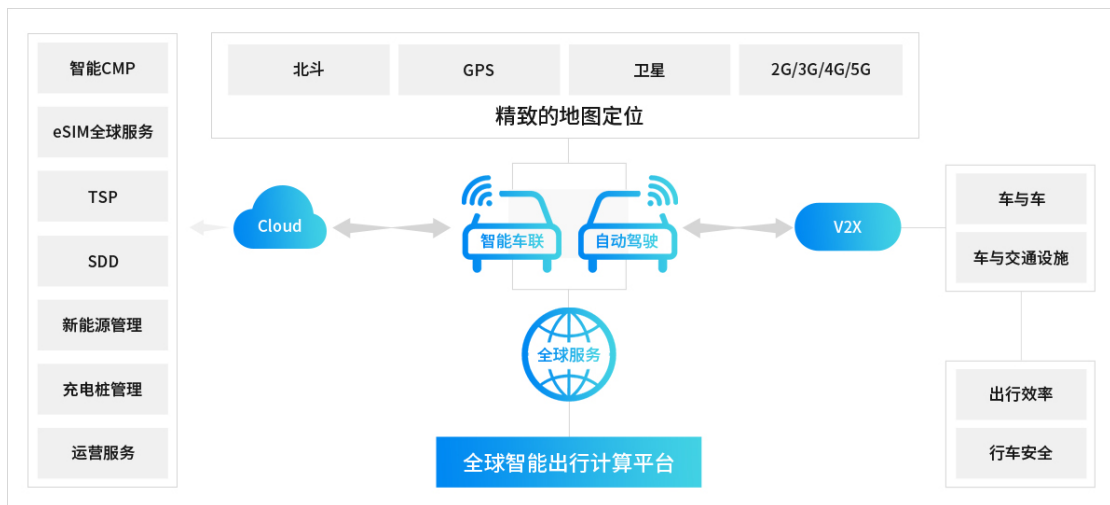 智能CMP
eSIM全球服务
TSP
SDD
新能源管理
充电桩管理
运营服务
北斗
GPS
卫星
2G/3G/4G/5G
精致的地图定位
Cloud
智能车联
自动驾驶
V2X
全球服务
全球智能出行计算平台
车与车
车与交通设施
出行效率
行车安全